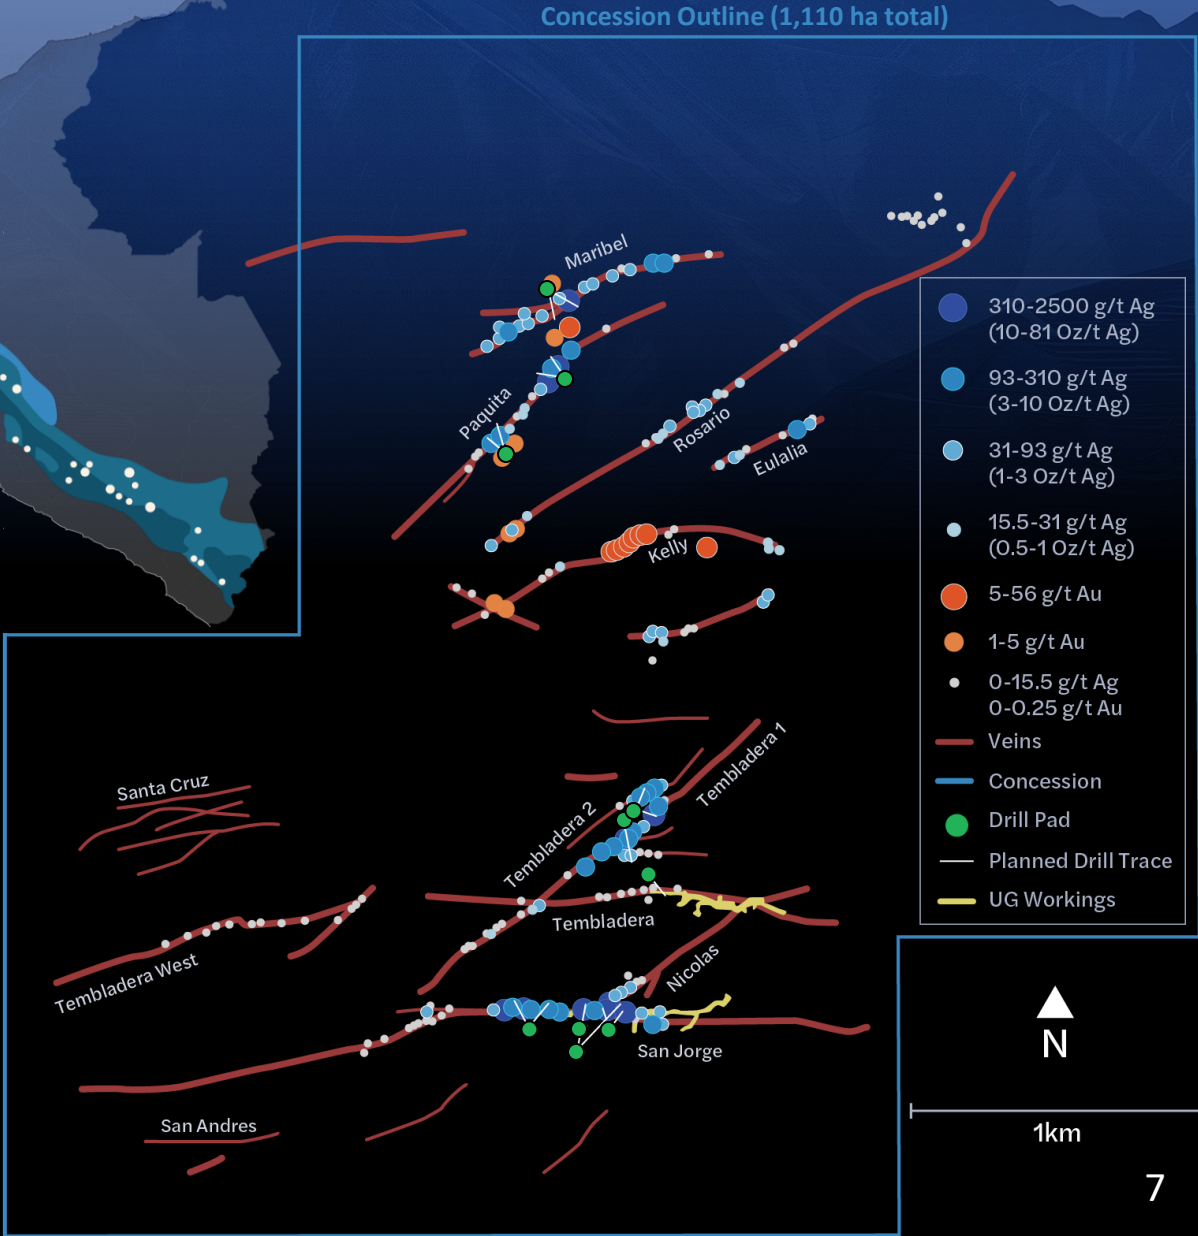 Concession Outline (1,110 ha total)
Maribel
310-2500 g/t Ag
(10-81 Oz/t Ag)
93-310 g/t Ag
(3-10 Oz/t Ag)
Paquita
Rosario
Eulalia
31-93 g/t Ag
(1-3 Oz/t Ag)
15.5-31 g/t Ag
(0.5-1 Oz/t Ag)
Kelly
5-56 g/t Au
1-5 g/t Au
0-15.5 g/t Ag
0-0.25 g/t Au
Veins
Concession
Drill Pad
Planned Drill Trace
UG Workings
Santa Cruz
Tembladera 1
Tembladera 2
Tembladera
Tembladera West
Nicolas
San Jorge
San Andres
N
1km
7